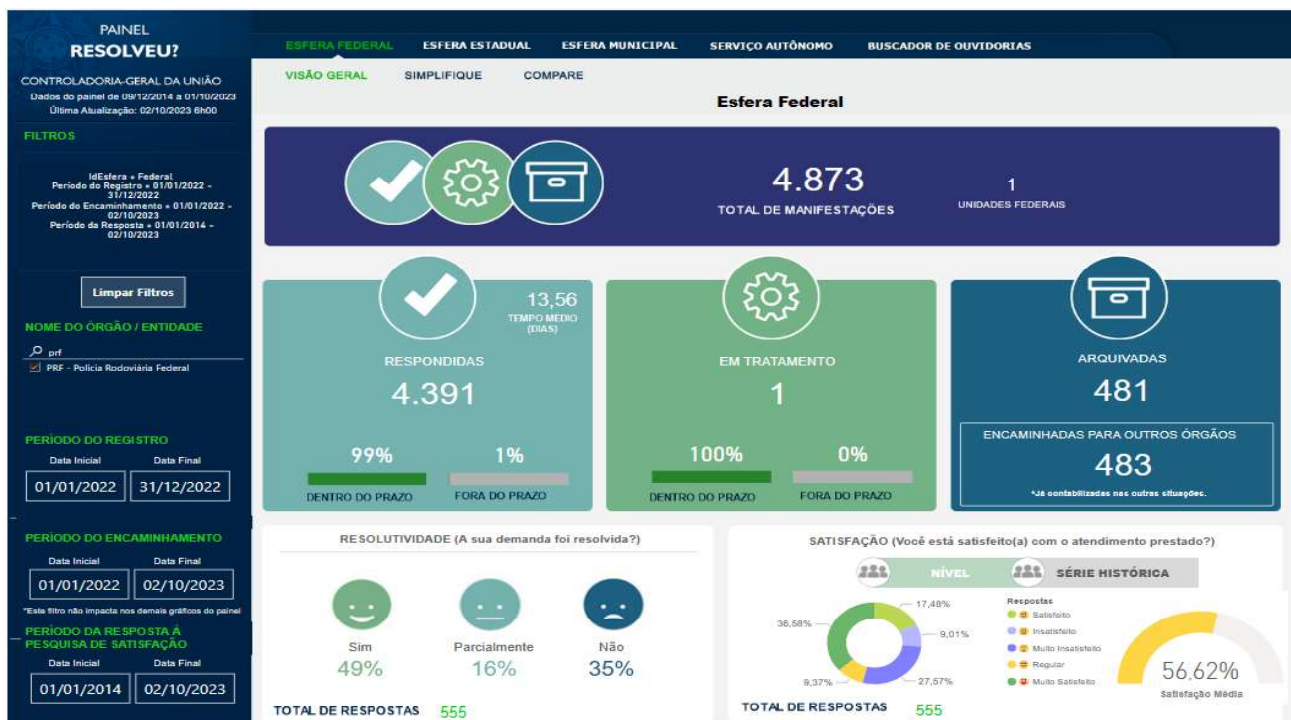 PAINEL
RESOLVEU?
CONTROLADORIA-GERAL DA UNIÃO
Dados do painel de 09/12/2014 a 01/10/2023
Última Atualização: 02/10/2023 6h00
FILTROS
IdEsfera = Federal
Período do Registro = 01/01/2022 -
31/12/2022
Período do Encaminhamento = 01/01/2022 -
02/10/2023
Período da Resposta = 01/01/2014 -
02/10/2023
Limpar Filtros
NOME DO ÓRGÃO / ENTIDADE
prf
PRF - Polícia Rodoviária Federal
PERÍODO DO REGISTRO
Data Inicial Data Final
01/01/2022 31/12/2022
PERÍODO DO ENCAMINHAMENTO
Data Inicial Data Final
01/01/2022 02/10/2023
*Este filtro não impacta nos demais gráficos do painel
PERÍODO DA RESPOSTA À
PESQUISA DE SATISFAÇÃO
Data Inicial Data Final
01/01/2014 02/10/2023
ESFERA FEDERAL ESFERA ESTADUAL ESFERA MUNICIPAL SERVIÇO AUTÔNOMO BUSCADOR DE OUVIDORIAS
VISÃO GERAL SIMPLIFIQUE COMPARE
Esfera Federal
4.873
TOTAL DE MANIFESTAÇÕES
1
UNIDADES FEDERAIS
13,56
TEMPO MEDIO
(DIAS)
RESPONDIDAS
4.391
99% 1%
DENTRO DO PRAZO FORA DO PRAZO
EM TRATAMENTO
1
100% 0%
DENTRO DO PRAZO FORA DO PRAZO
ARQUIVADAS
481
ENCAMINHADAS PARA OUTROS ÓRGÃOS
483
*Já contabilizadas nas outras situações.
RESOLUTIVIDADE (A sua demanda foi resolvida?)
Sim Parcialmente Não
49% 16% 35%
TOTAL DE RESPOSTAS 555
SATISFAÇÃO (Você está satisfeito(a) com o atendimento prestado?)
NÍVEL SÉRIE HISTÓRICA
17,48%
9,01%
27,57%
9,37%
36,58%
Respostas
Satisfeito
Insatisfeito
Muito Insatisfeito
Regular
Muito Satisfeito
56,62%
Satisfação Média
TOTAL DE RESPOSTAS 555